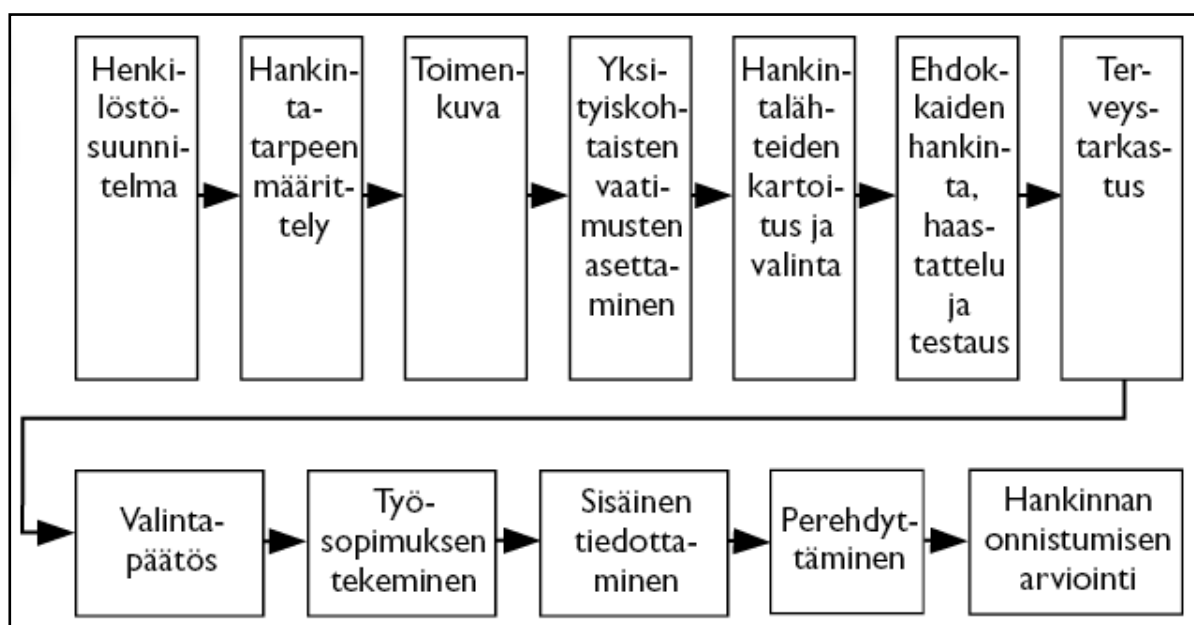 Henki-
löstö-
suunni-
telma
Hankin-
ta-
tarpeen
määrit-
tely
Toimen-
kuva
Yksi-
tyiskoh-
taisten
vaati-
musten
asetta-
minen
Hankin-
taläh-
teiden
kartoi-
tus ja
valinta
Ehdok-
kaiden
hankin-
ta,
haas-
tattelu
ja
testaus
Ter-
veys-
tarkas-
tus
Valinta-
päätös
Työ-
sopimuksen
tekeminen
Sisäinen
tiedotta-
minen
Perehdyt-
täminen
Hankinnan
onnistumisen
arviointi